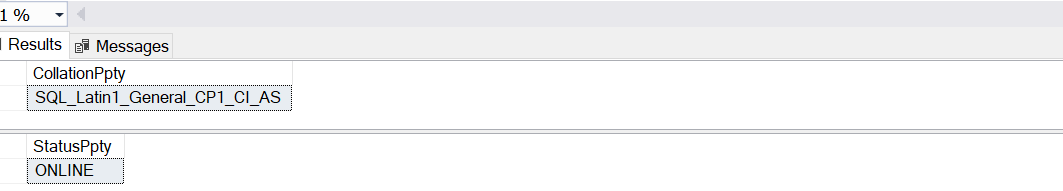 1 %
Results Messages
CollationPpty
SQL_Latin1_General_CP1_CI_AS
StatusPpty
ONLINE